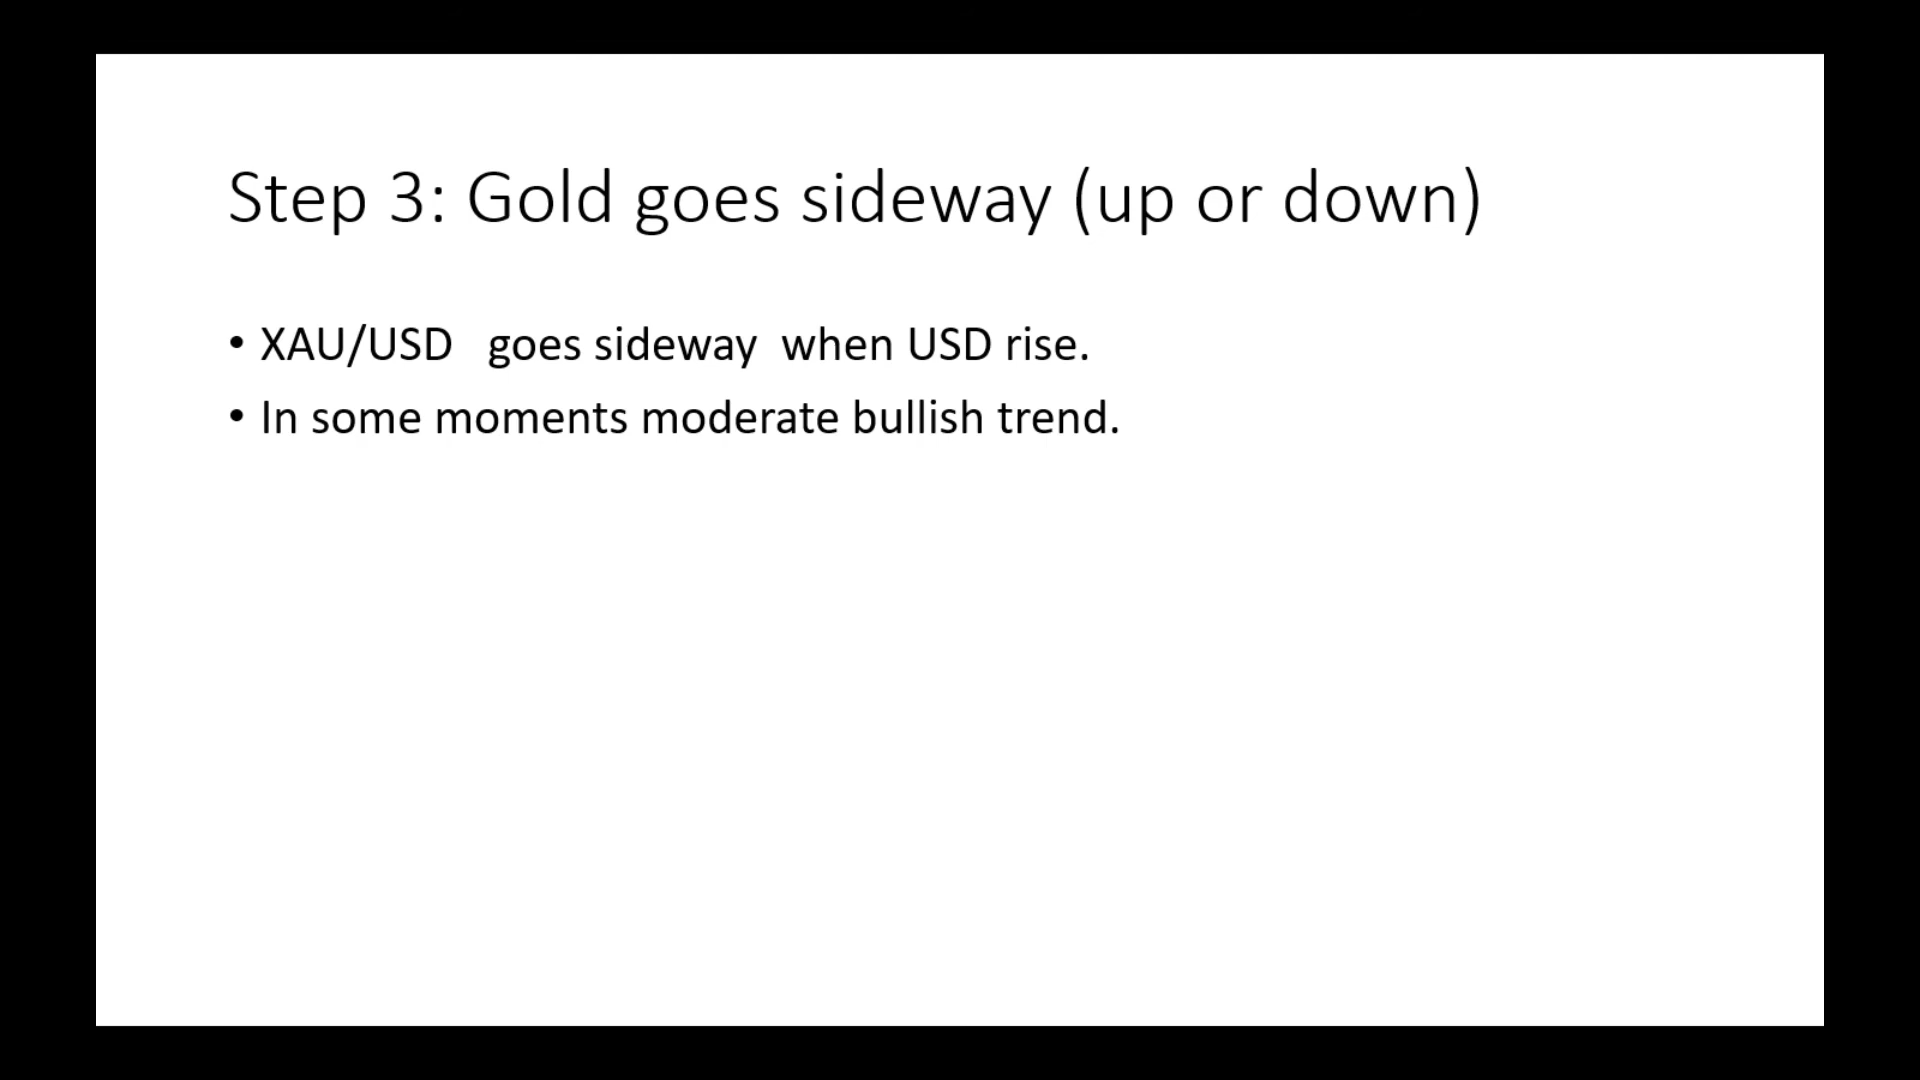 Step 3: Gold goes sideway (up or down)
• XAU/USD   goes sideway  when USD rise.
• In some moments moderate bullish trend.